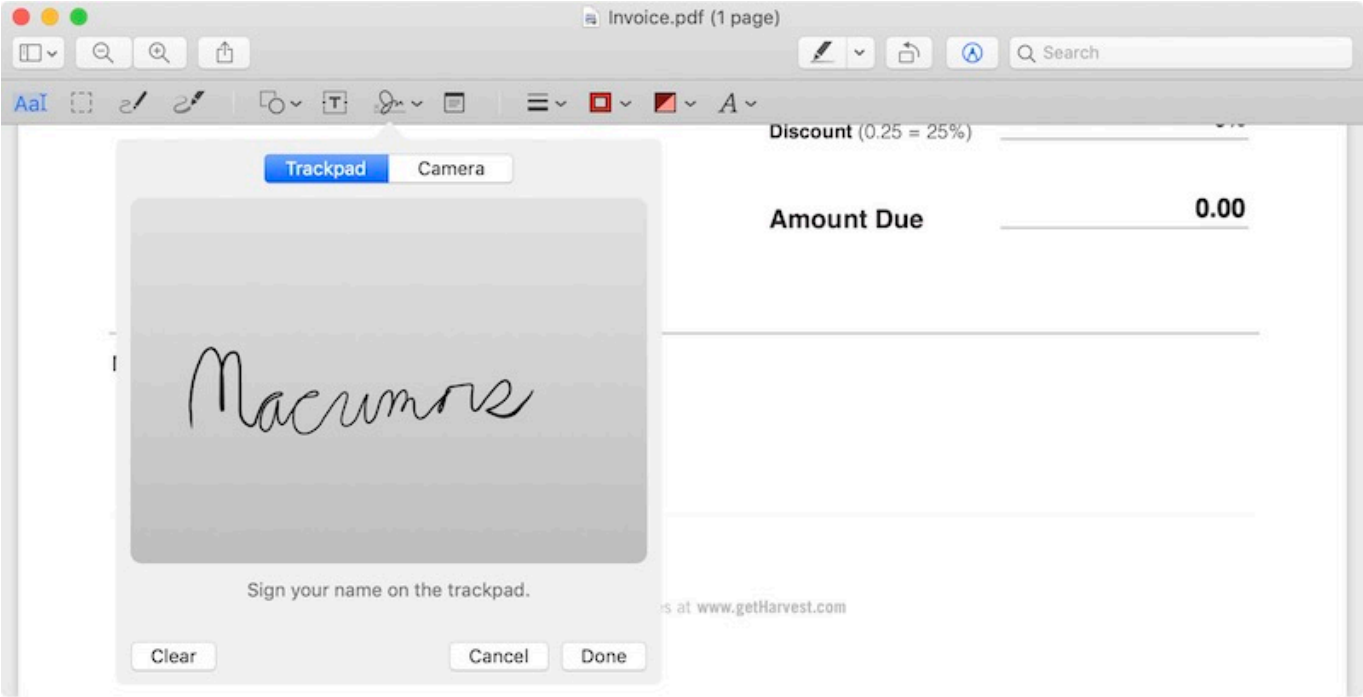 Invoice.pdf (1 page)
Search
AaI T A
Discount (0.25 = 25%)
Trackpad Camera
Amount Due 0.00
Macrumors
Sign your name on the trackpad.
s at www.getHarvest.com
Clear Cancel Done